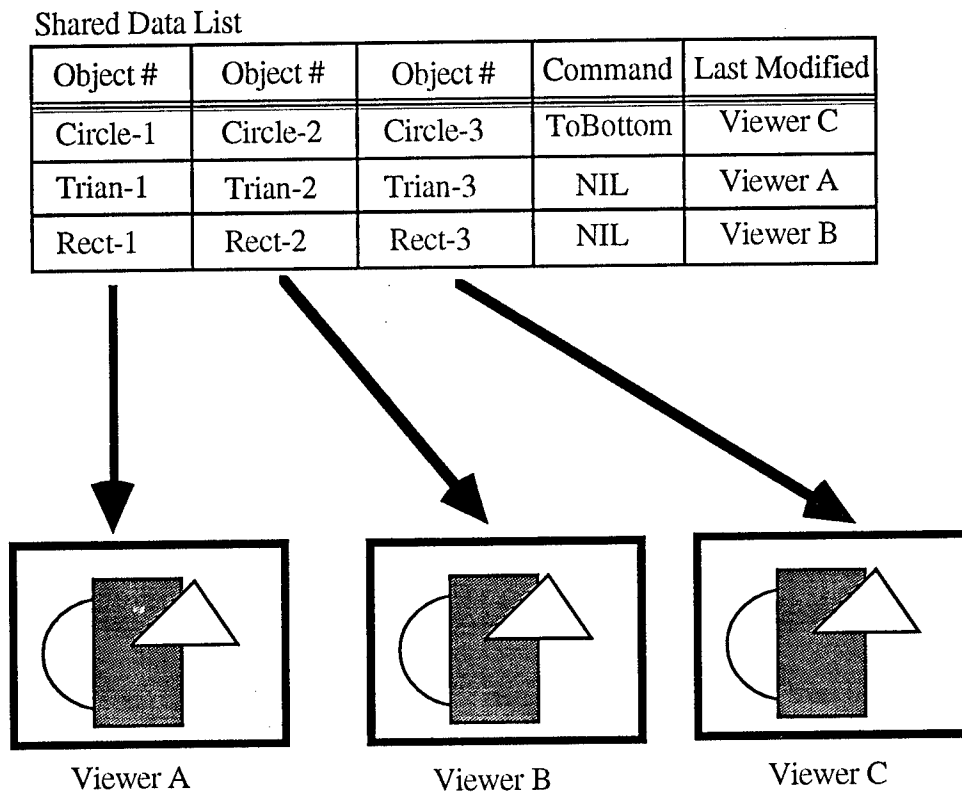 Shared Data List
Object # Object # Object # Command Last Modified
Circle-1 Circle-2 Circle-3 ToBottom Viewer C
Trian-1 Trian-2 Trian-3 NIL Viewer A
Rect-1 Rect-2 Rect-3 NIL Viewer B
Viewer A Viewer B Viewer C